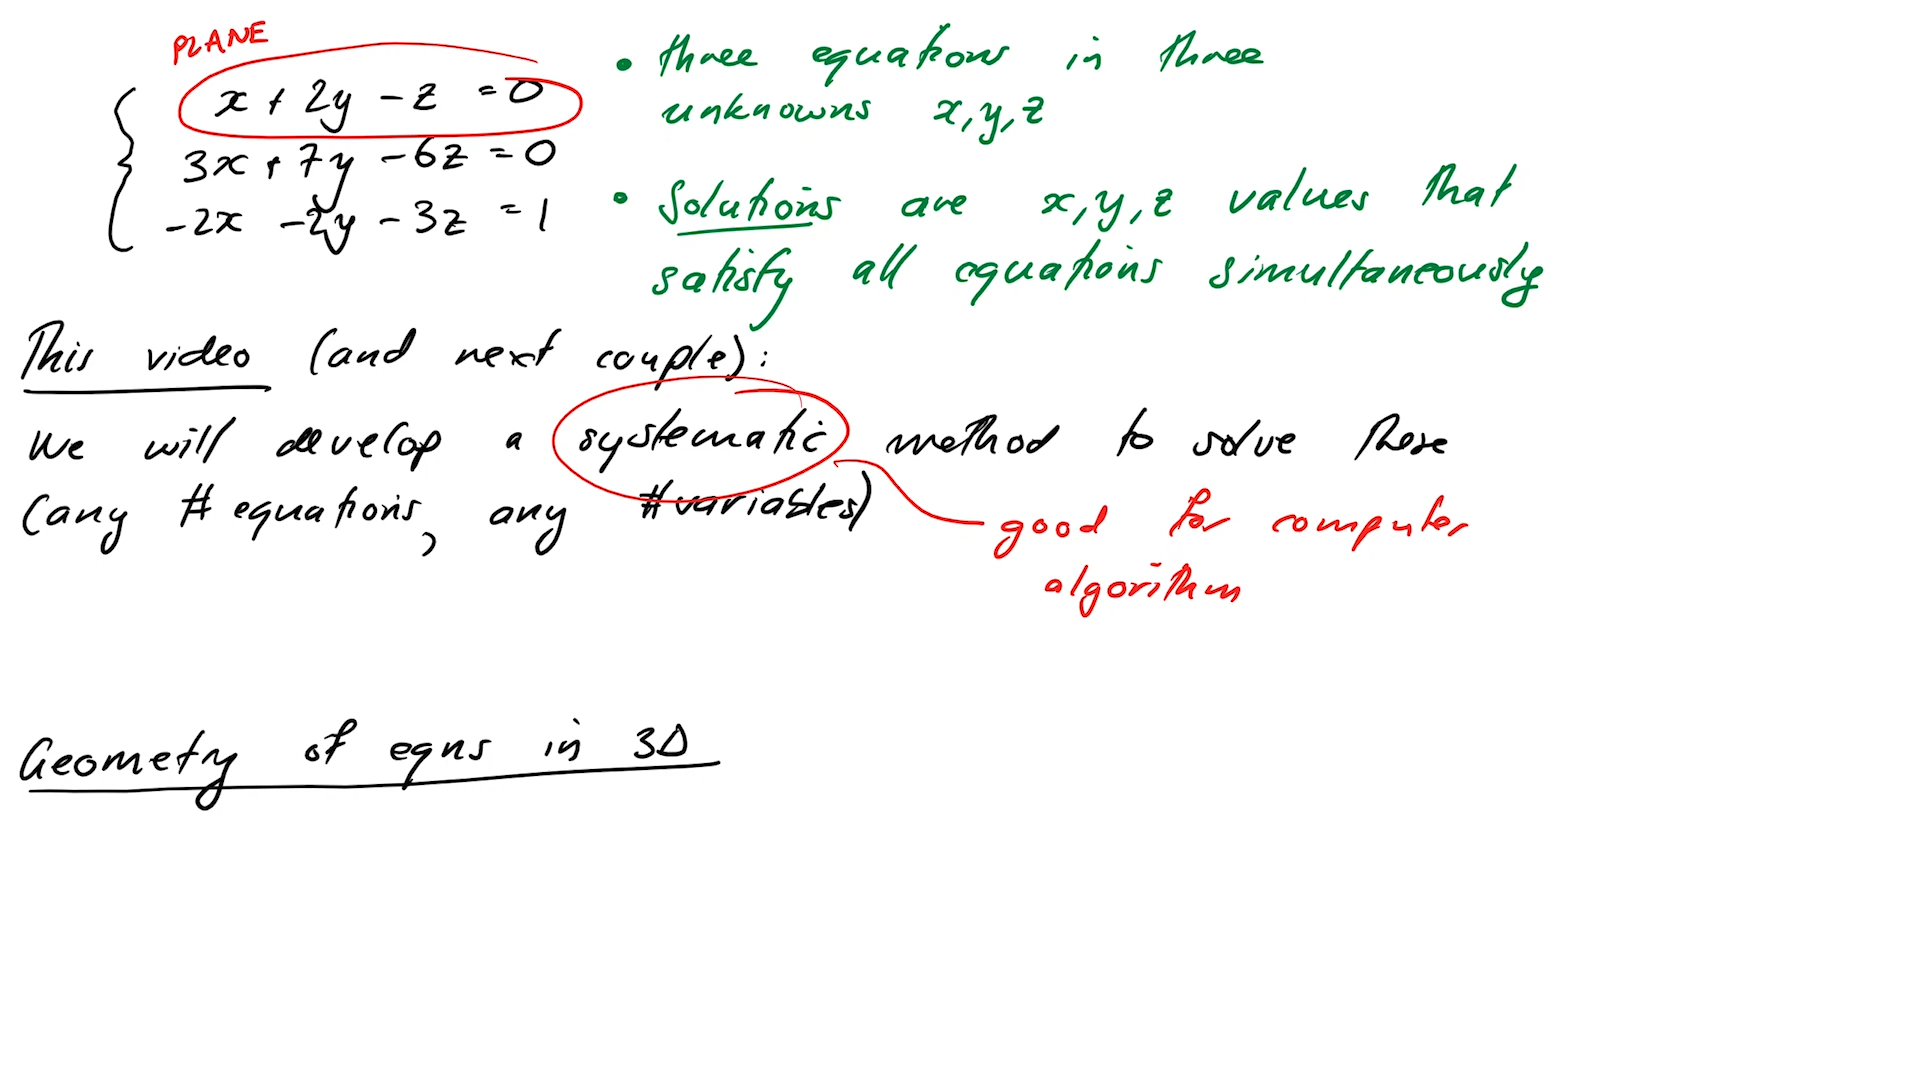 PLANE
x + 2y - z = 0
3x + 7y - 6z = 0
-2x - 2y - 3z = 1
• three equations in three
unknowns x, y, z
• Solutions are x, y, z values that
satisfy all equations simultaneously
This video (and next couple):
We will develop a systematic method to solve these
(any # equations, any # variables)
good for computer
algorithm
Geometry of eqns in 3D